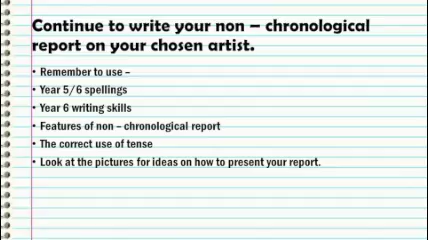 Continue to write your non – chronological
report on your chosen artist.
• Remember to use –
• Year 5/6 spellings
• Year 6 writing skills
• Features of non – chronological report
• The correct use of tense
• Look at the pictures for ideas on how to present your report.